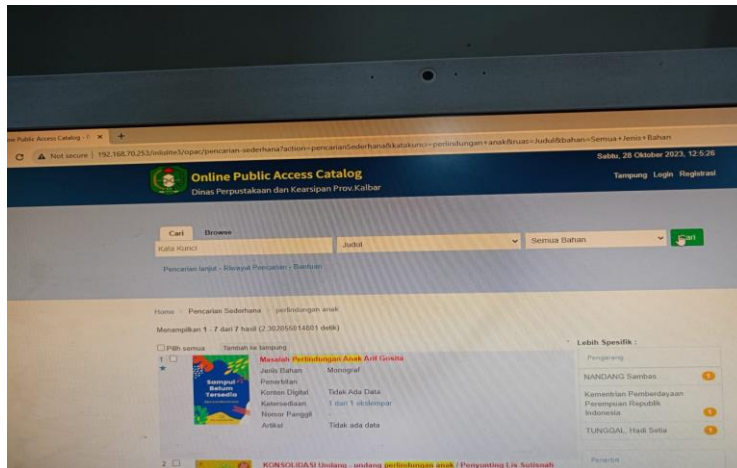 ne Public Access Catalog - P × +
Not secure | 192.168.70.253/inlislite3/opac/pencarian-sederhana?action=pencarianSederhana&katakunci=perlindungan+anak&ruas=Judul&bahan=Semua+Jenis+Bahan
Sabtu, 28 Oktober 2023, 12:5:26
Online Public Access Catalog
Tampung Login Registrasi
Dinas Perpustakaan dan Kearsipan Prov.Kalbar
Cari Browse
Kata Kunci Judul Semua Bahan Cari
Pencarian lanjut - Riwayat Pencarian - Bantuan
Home Pencarian Sederhana perlindungan anak
Menampilkan 1 - 7 dari 7 hasil (2.302055014801 detik)
Lebih Spesifik :
Pilih semua Tambah ke tampung
Pengarang
1 Masalah Perlindungan Anak Arif Gosita
Jenis Bahan Monograf
Penerbitan
Konten Digital Tidak Ada Data
Ketersediaan 1 dari 1 eksemplar
Nomor Panggil -
Artikel Tidak ada data
Sampul
Belum
Tersedia
NANDANG Sambas
Kementrian Pemberdayaan
Perempuan Republik
Indonesia
TUNGGAL, Hadi Setia
Penerbit
2 KONSOLIDASI Undang - undang perlindungan anak / Penyunting Lis Sutisnah